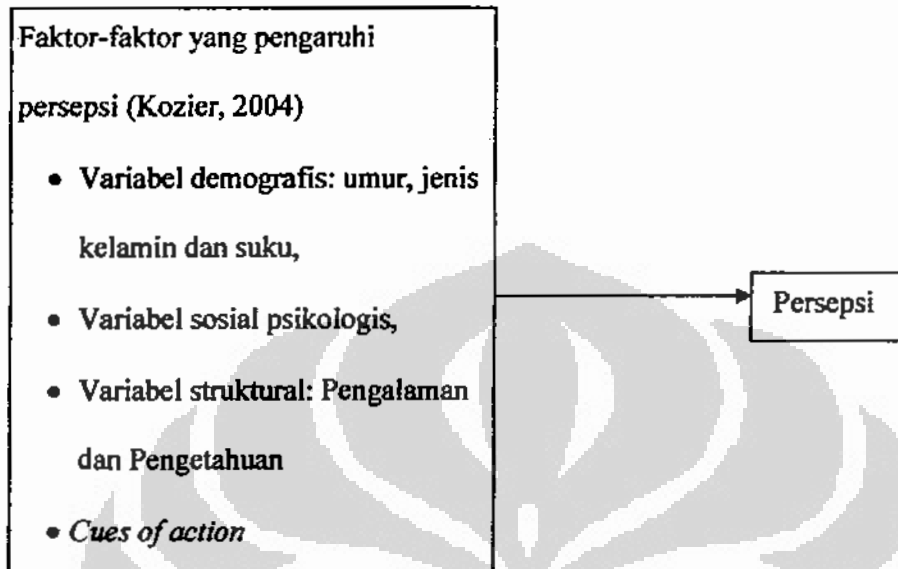 Faktor-faktor yang pengaruhi
persepsi (Kozier, 2004)
• Variabel demografis: umur, jenis
kelamin dan suku,
• Variabel sosial psikologis,
• Variabel struktural: Pengalaman
dan Pengetahuan
• Cues of action
Persepsi